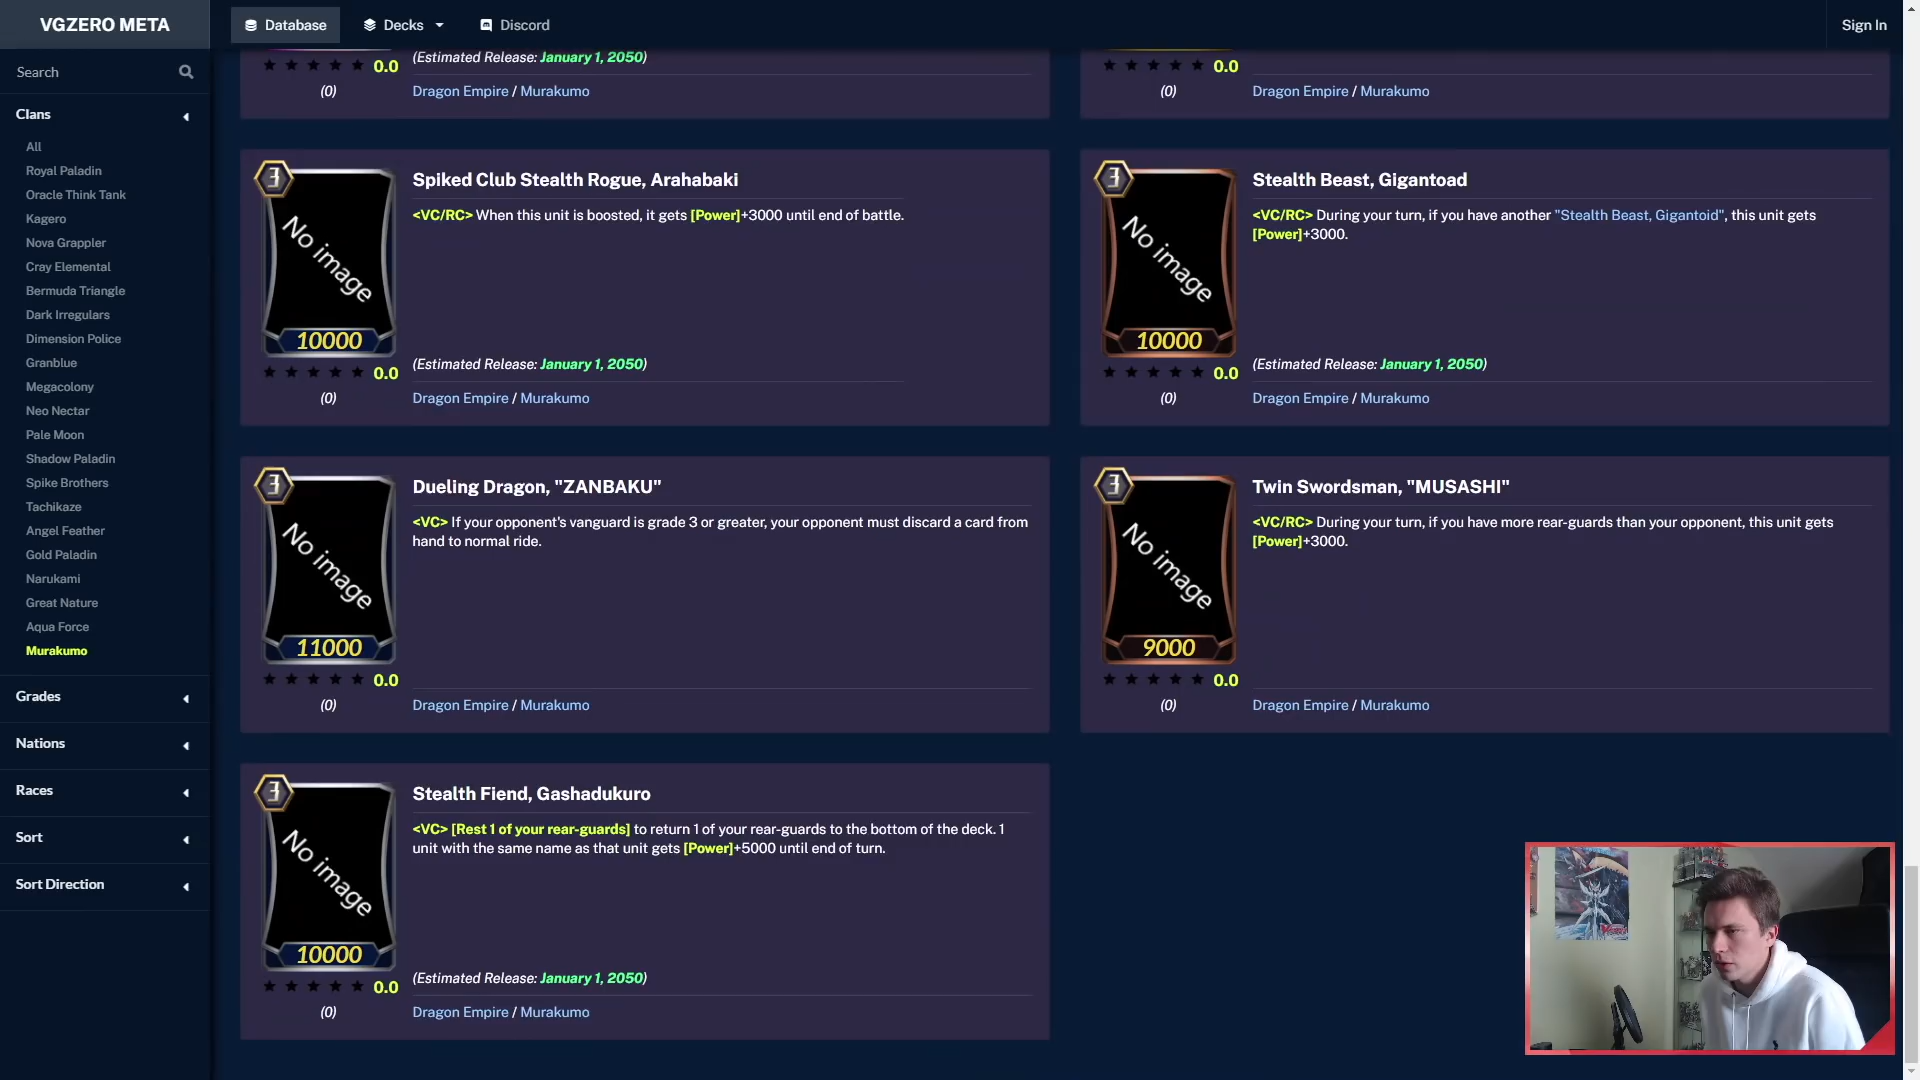 VGZERO META
Database
Decks
Discord
Sign In
Search
Clans
All
Royal Paladin
Oracle Think Tank
Kagero
Nova Grappler
Cray Elemental
Bermuda Triangle
Dark Irregulars
Dimension Police
Granblue
Megacolony
Neo Nectar
Pale Moon
Shadow Paladin
Spike Brothers
Tachikaze
Angel Feather
Gold Paladin
Narukami
Great Nature
Aqua Force
Murakumo
Grades
Nations
Races
Sort
Sort Direction
(Estimated Release: January 1, 2050)
0.0
(0)
Dragon Empire / Murakumo
0.0
(0)
Dragon Empire / Murakumo
3
No image
10000
0.0
(0)
Spiked Club Stealth Rogue, Arahabaki
<VC/RC> When this unit is boosted, it gets [Power]+3000 until end of battle.
(Estimated Release: January 1, 2050)
Dragon Empire / Murakumo
3
No image
10000
0.0
(0)
Stealth Beast, Gigantoad
<VC/RC> During your turn, if you have another "Stealth Beast, Gigantoid", this unit gets
[Power]+3000.
(Estimated Release: January 1, 2050)
Dragon Empire / Murakumo
3
No image
11000
0.0
(0)
Dueling Dragon, "ZANBAKU"
<VC> If your opponent's vanguard is grade 3 or greater, your opponent must discard a card from
hand to normal ride.
Dragon Empire / Murakumo
3
No image
9000
0.0
(0)
Twin Swordsman, "MUSASHI"
<VC/RC> During your turn, if you have more rear-guards than your opponent, this unit gets
[Power]+3000.
Dragon Empire / Murakumo
3
No image
10000
0.0
(0)
Stealth Fiend, Gashadukuro
<VC> [Rest 1 of your rear-guards] to return 1 of your rear-guards to the bottom of the deck. 1
unit with the same name as that unit gets [Power]+5000 until end of turn.
(Estimated Release: January 1, 2050)
Dragon Empire / Murakumo